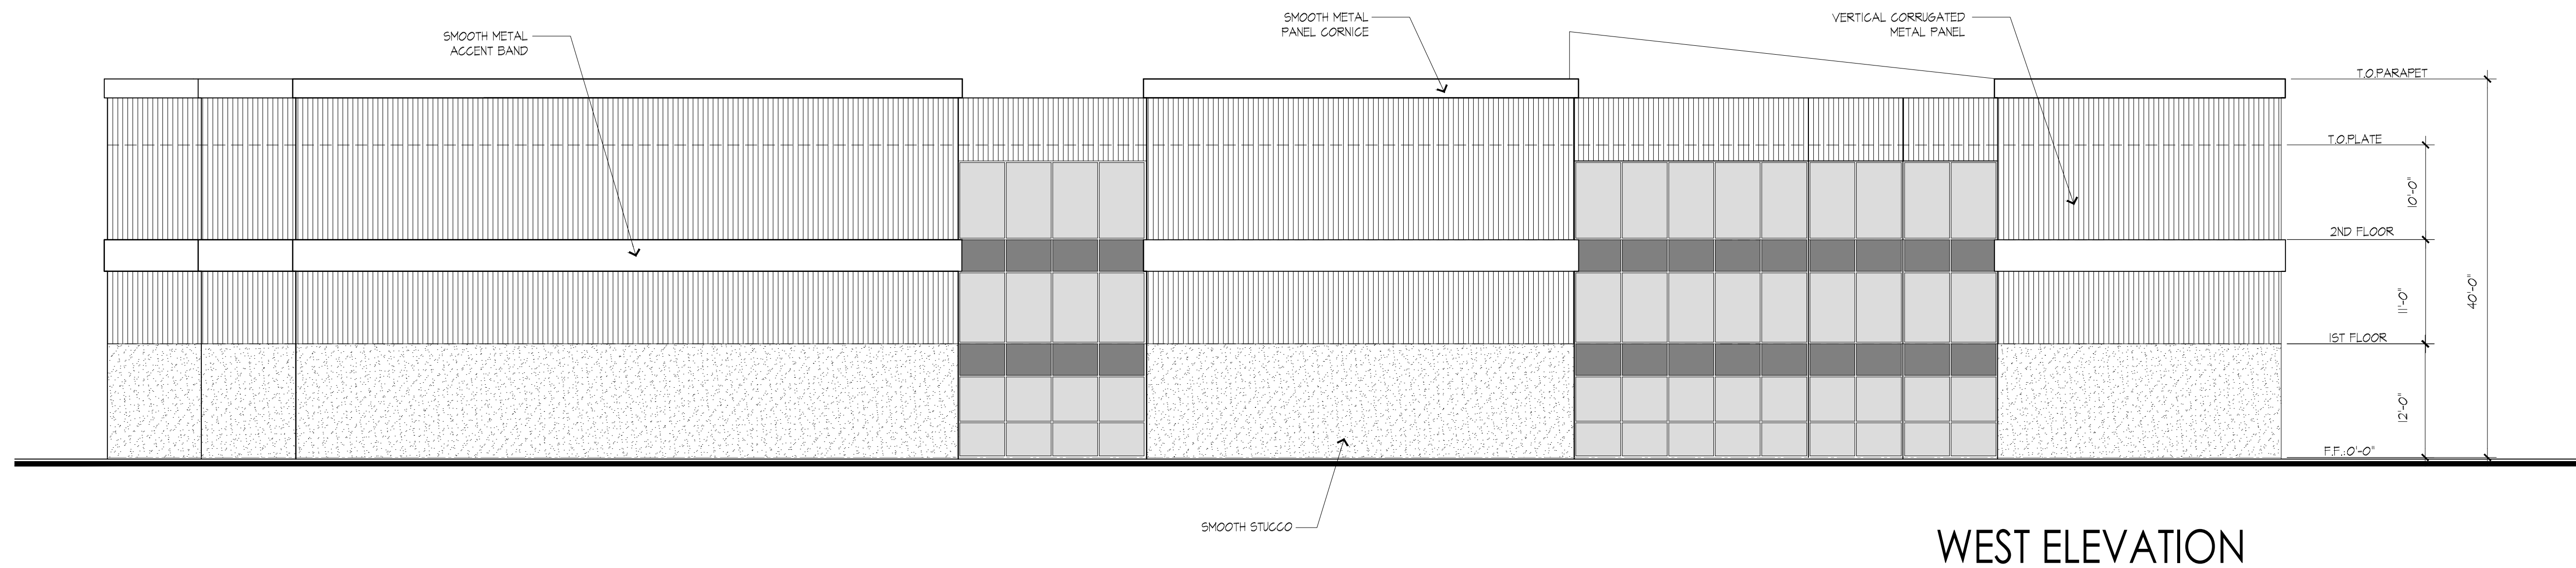 SMOOTH METAL
ACCENT BAND
SMOOTH METAL
PANEL CORNICE
VERTICAL CORRUGATED
METAL PANEL
T.O.PARAPET
T.O.PLATE
10'-0"
2ND FLOOR
11'-0"
40'-0"
1ST FLOOR
12'-0"
F.F.:0'-0"
SMOOTH STUCCO
WEST ELEVATION